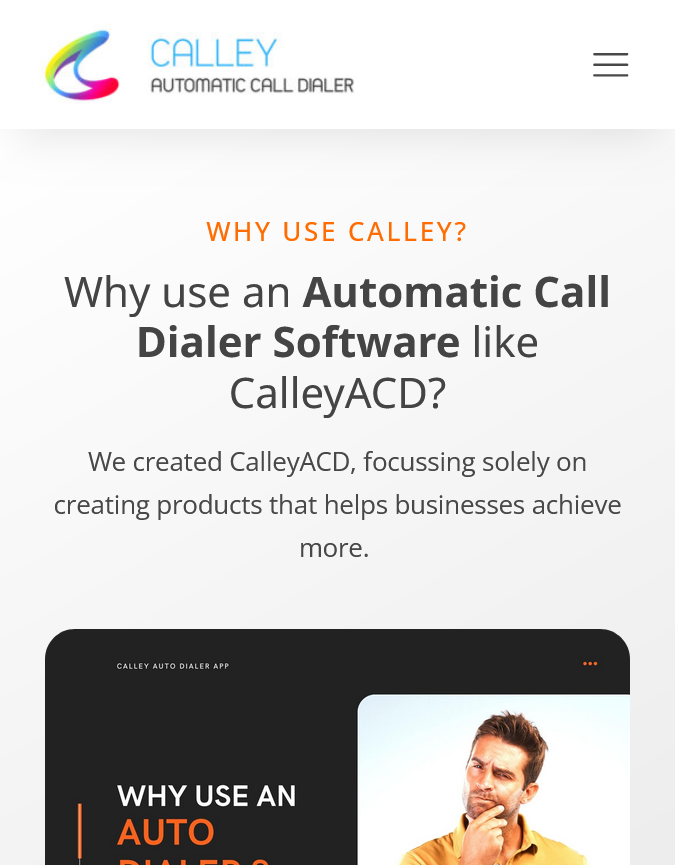 CALLEY
AUTOMATIC CALL DIALER
WHY USE CALLEY?
Why use an Automatic Call
Dialer Software like
CalleyACD?
We created CalleyACD, focussing solely on
creating products that helps businesses achieve
more.
CALLEY AUTO DIALER APP
WHY USE AN
AUTO
DIALER?